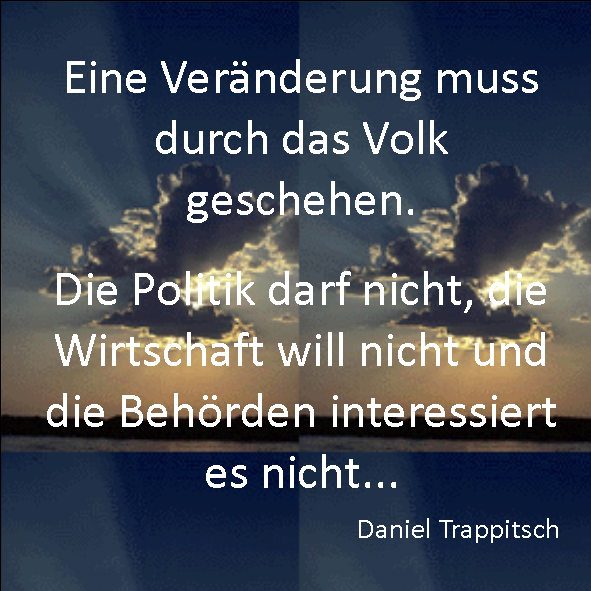 Eine Veränderung muss
durch das Volk
geschehen.
Die Politik darf nicht, die
Wirtschaft will nicht und
die Behörden interessiert
es nicht...
Daniel Trappitsch